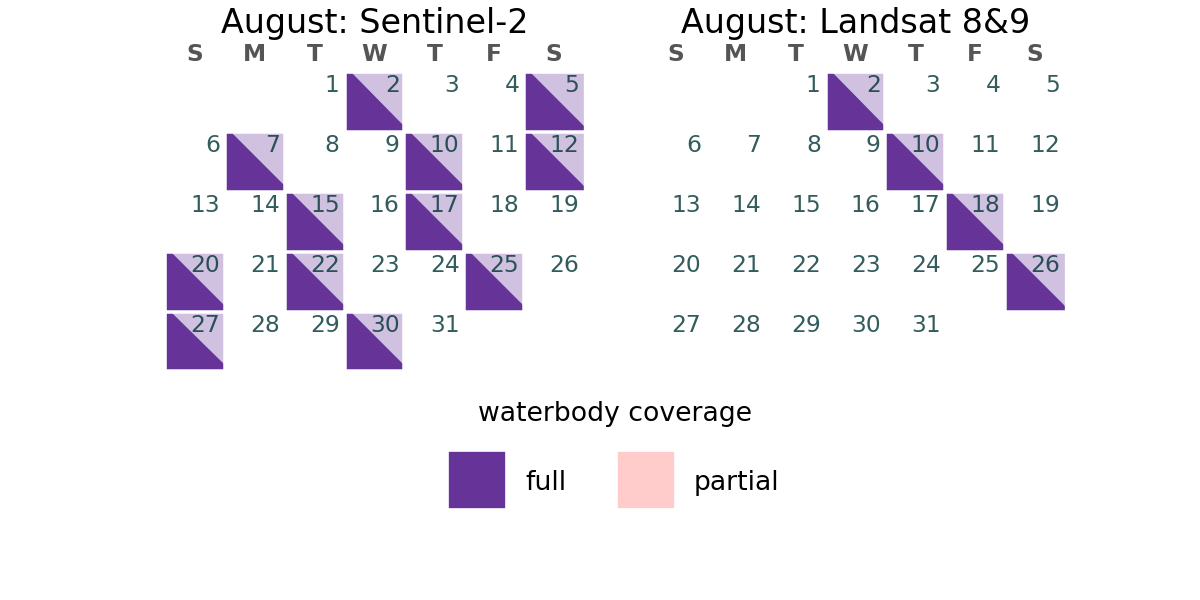 August: Sentinel-2
S M T W T F S
1 2 3 4 5
6 7 8 9 10 11 12
13 14 15 16 17 18 19
20 21 22 23 24 25 26
27 28 29 30 31
August: Landsat 8&9
S M T W T F S
1 2 3 4 5
6 7 8 9 10 11 12
13 14 15 16 17 18 19
20 21 22 23 24 25 26
27 28 29 30 31
waterbody coverage
full
partial